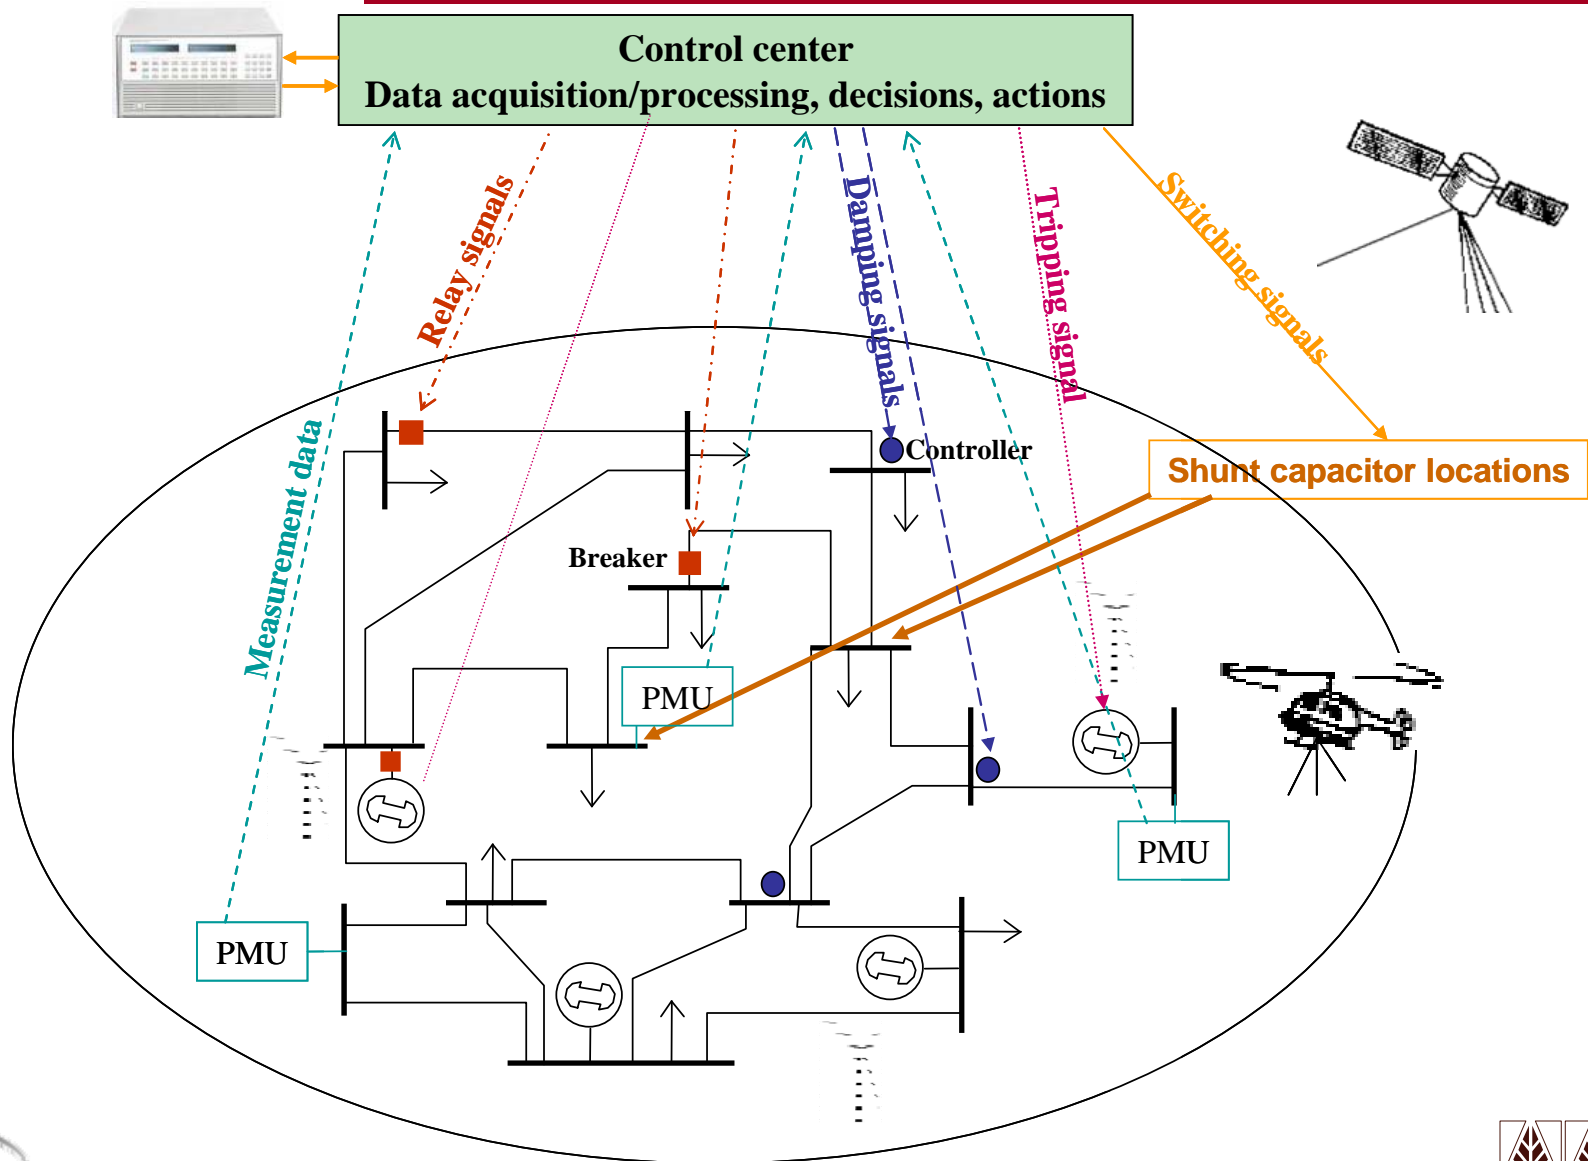 Control center
Data acquisition/processing, decisions, actions
Relay signals
Damping signals
Tripping signal
Switching signals
Measurement data
Controller
Shunt capacitor locations
Breaker
PMU
PMU
PMU